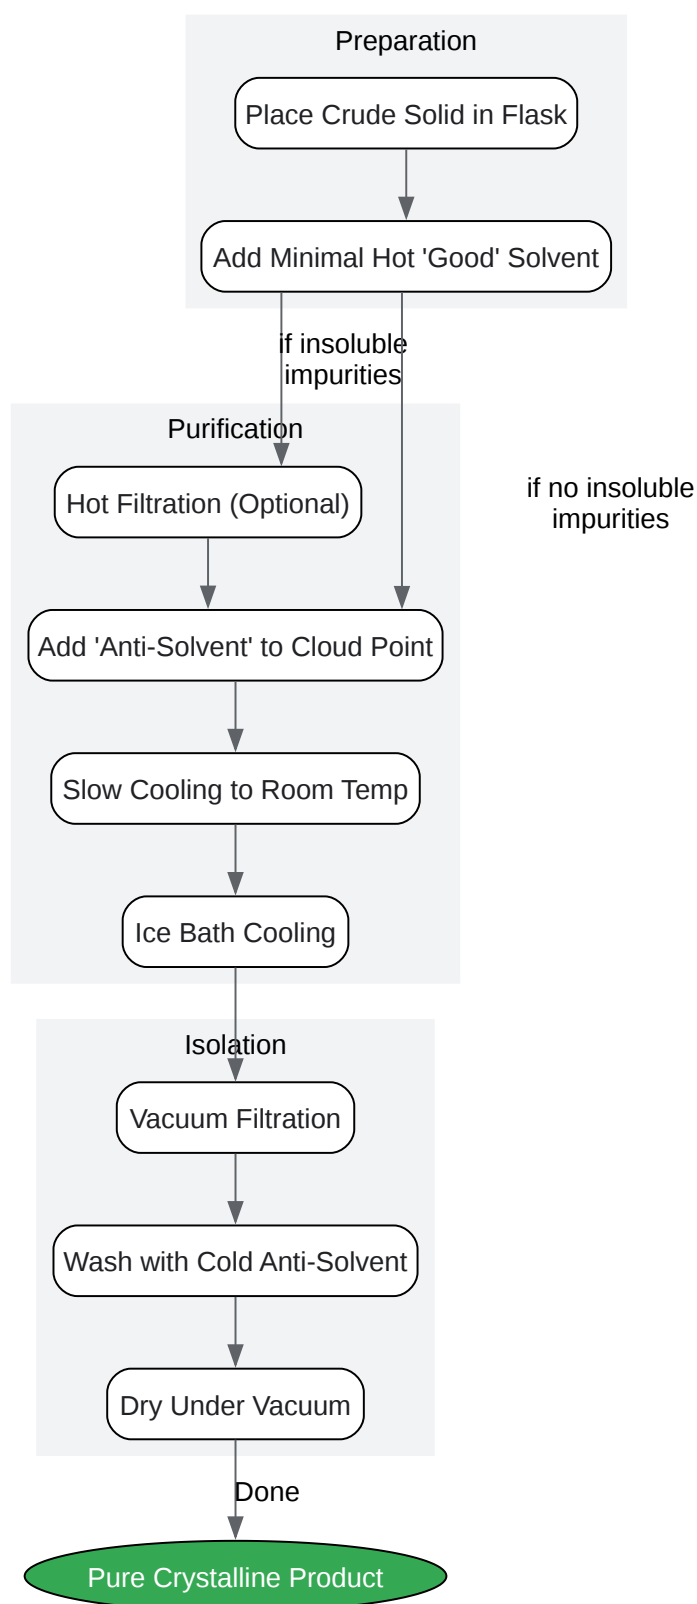 Preparation
Place Crude Solid in Flask
Add Minimal Hot 'Good' Solvent
if insoluble
impurities
Purification
if no insoluble
impurities
Hot Filtration (Optional)
Add 'Anti-Solvent' to Cloud Point
Slow Cooling to Room Temp
Ice Bath Cooling
Isolation
Vacuum Filtration
Wash with Cold Anti-Solvent
Dry Under Vacuum
Done
Pure Crystalline Product